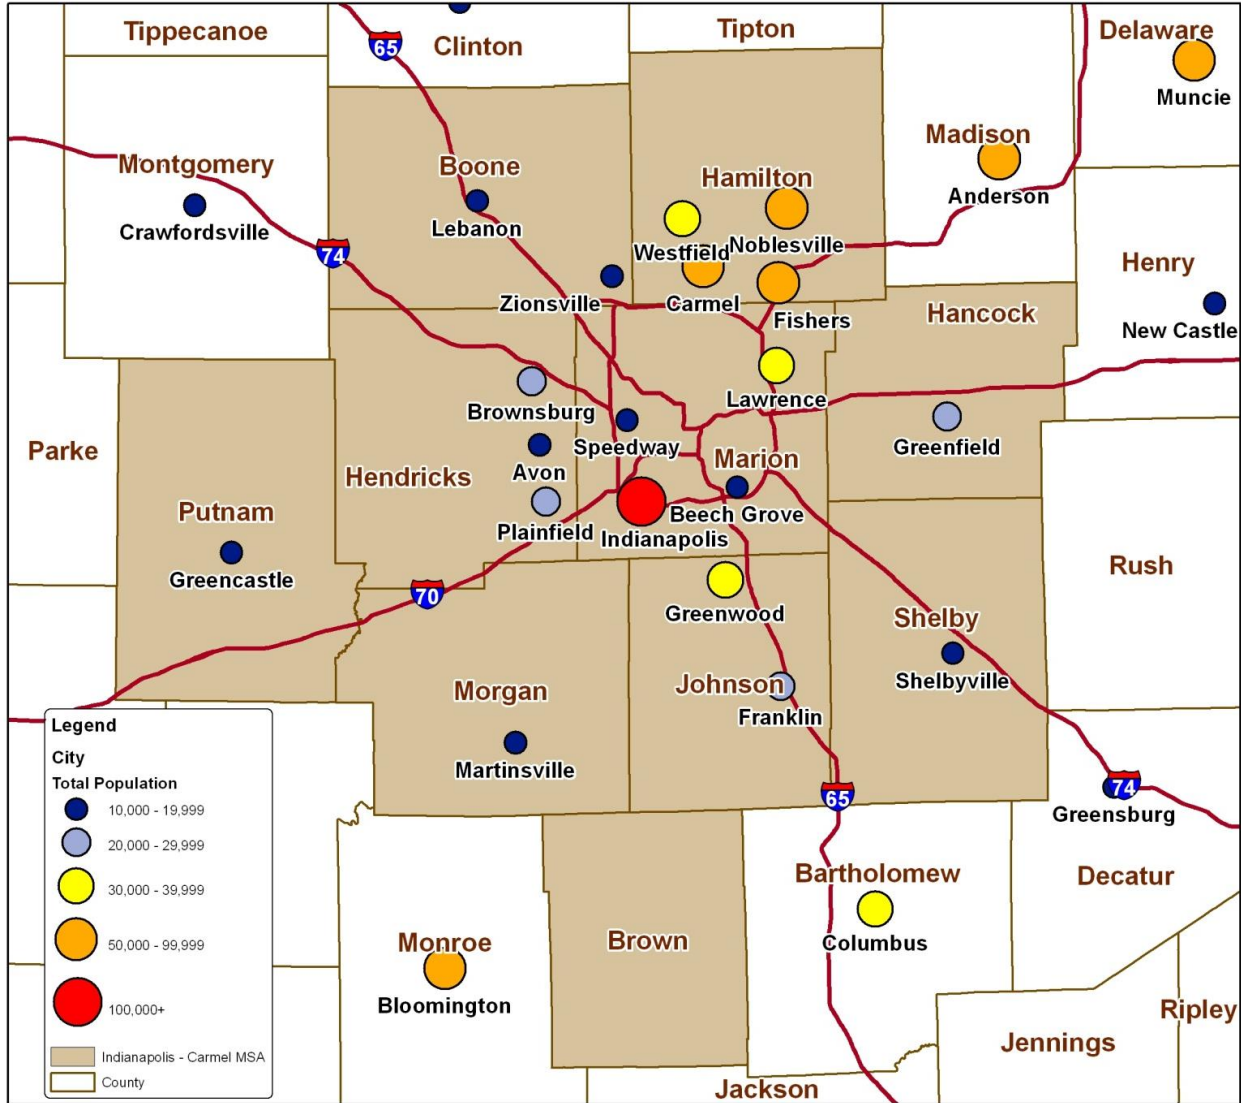 Tippecanoe
65
Clinton
Tipton
Delaware
Muncie
Montgomery
Boone
Hamilton
Madison
Anderson
Crawfordsville
Lebanon
74
Westfield
Noblesville
Henry
Zionsville
Carmel
Fishers
Hancock
New Castle
Brownsburg
Lawrence
Parke
Avon
Speedway
Marion
Greenfield
Hendricks
Putnam
Plainfield
Indianapolis
Beech Grove
Greencastle
70
Greenwood
Rush
Shelby
Morgan
Johnson
Franklin
Shelbyville
Martinsville
65
74
Greensburg
Bartholomew
Columbus
Decatur
Monroe
Bloomington
Brown
Ripley
Jennings
Jackson
Legend
City
Total Population
10,000 - 19,999
20,000 - 29,999
30,000 - 39,999
50,000 - 99,999
100,000+
Indianapolis - Carmel MSA
County